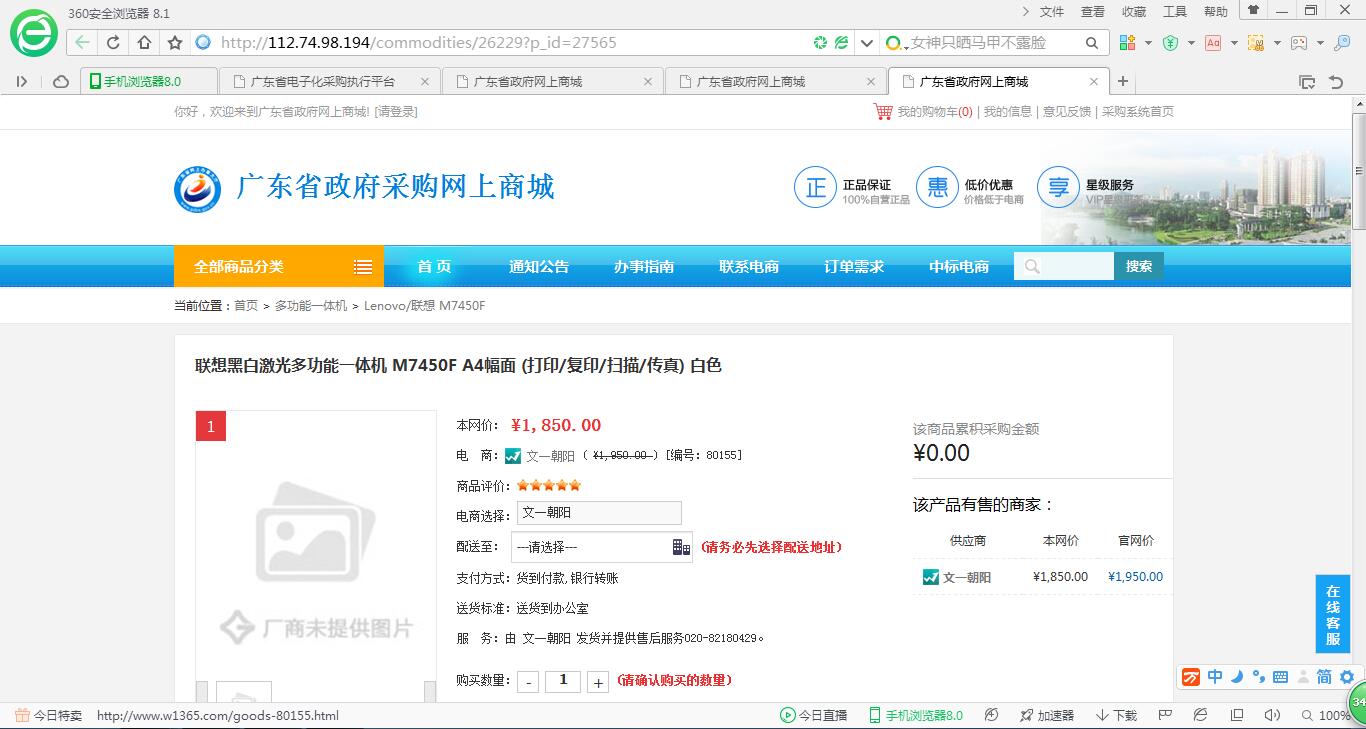 360安全浏览器 8.1
文件 查看 收藏 工具 帮助
http://112.74.98.194/commodities/26229?p_id=27565
女神只晒马甲不露脸
手机浏览器8.0
广东省电子化采购执行平台
广东省政府网上商城
广东省政府网上商城
广东省政府网上商城
你好，欢迎来到广东省政府网上商城! [请登录]
我的购物车(0) | 我的信息 | 意见反馈 | 采购系统首页
广东省政府采购网上商城
正 正品保证 100%自营正品
惠 低价优惠 价格低于电商
享 星级服务
全部商品分类
首 页 通知公告 办事指南 联系电商 订单需求 中标电商
搜索
当前位置：首页 > 多功能一体机 > Lenovo/联想 M7450F
联想黑白激光多功能一体机 M7450F A4幅面 (打印/复印/扫描/传真) 白色
1
厂商未提供图片
本网价： ¥1,850.00
电 商： 文一朝阳 ( ¥1,950.00 ) [编号：80155]
商品评价：
电商选择： 文一朝阳
配送至： ---请选择--- (请务必先选择配送地址)
支付方式：货到付款,银行转账
送货标准：送货到办公室
服 务：由 文一朝阳 发货并提供售后服务020-82180429。
购买数量： - 1 + (请确认购买的数量)
该商品累积采购金额
¥0.00
该产品有售的商家：
供应商 本网价 官网价
文一朝阳 ¥1,850.00 ¥1,950.00
在线客服
中 简
34
今日特卖 http://www.w1365.com/goods-80155.html
今日直播 手机浏览器8.0 加速器 下载 100%